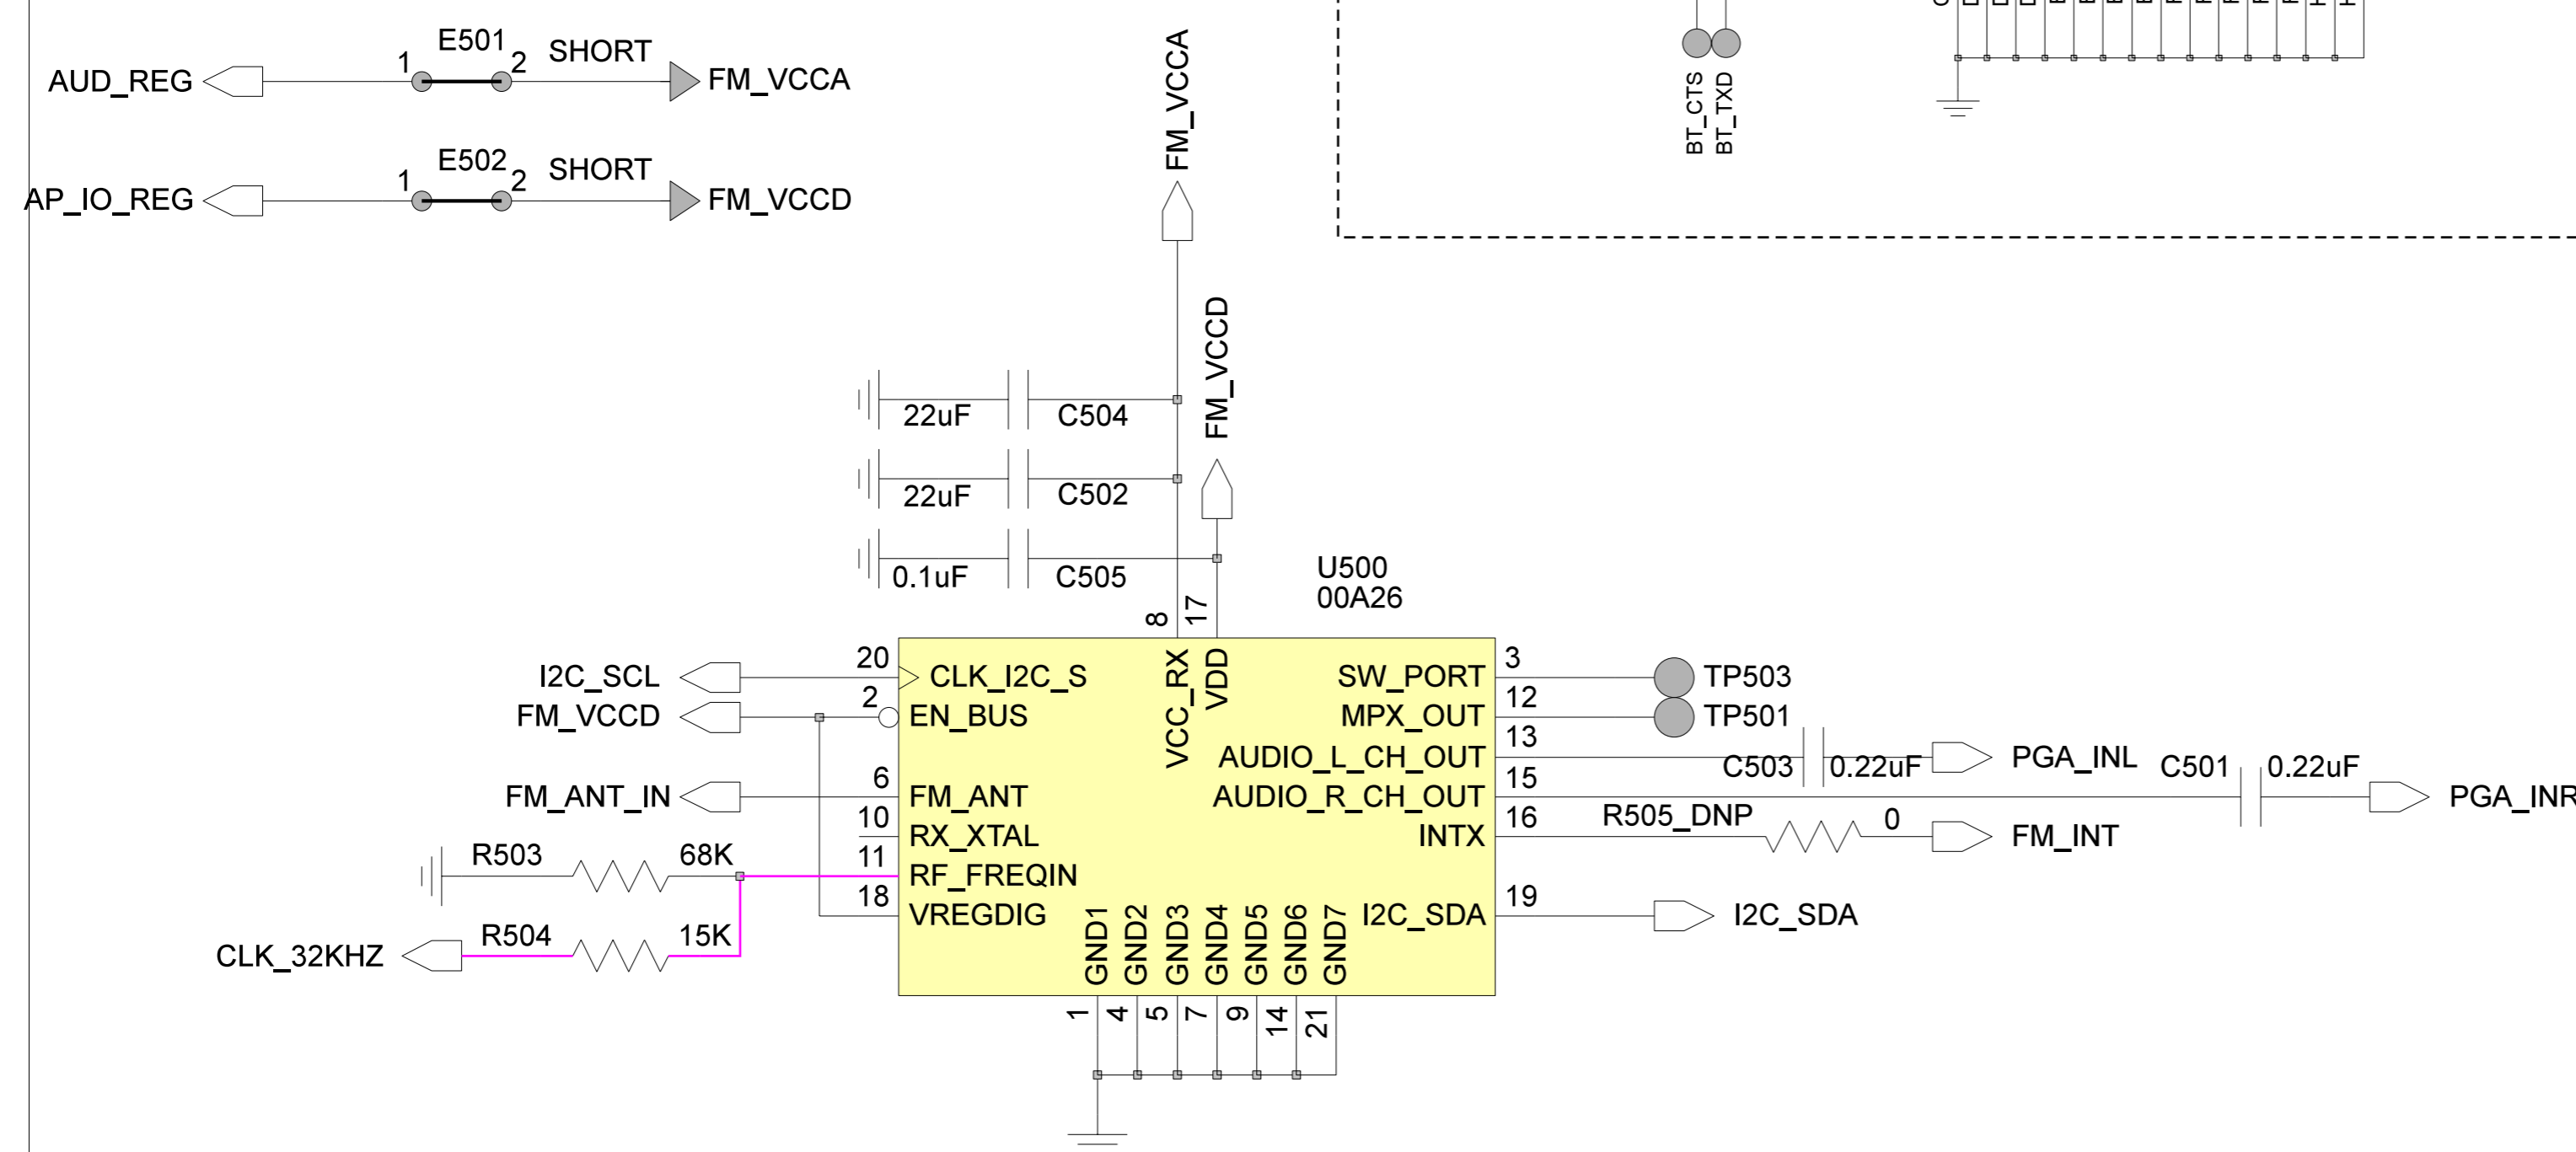 E501
1 2 SHORT
AUD_REG FM_VCCA
E502
1 2 SHORT
AP_IO_REG FM_VCCD
BT_CTS
BT_TXD
FM_VCCA
FM_VCCD
22uF C504
22uF C502
0.1uF C505
U500
00A26
8
17
I2C_SCL 20 CLK_I2C_S
FM_VCCD 2 EN_BUS
FM_ANT_IN 6 FM_ANT
10 RX_XTAL
R503 68K 11 RF_FREQIN
18 VREGDIG
CLK_32KHZ R504 15K
VCC_RX
VDD
SW_PORT 3 TP503
MPX_OUT 12 TP501
AUDIO_L_CH_OUT 13 C503 0.22uF PGA_INL
AUDIO_R_CH_OUT 15 C501 0.22uF PGA_INR
INTX 16 R505_DNP 0 FM_INT
I2C_SDA 19 I2C_SDA
GND1
GND2
GND3
GND4
GND5
GND6
GND7
1
4
5
7
9
14
21